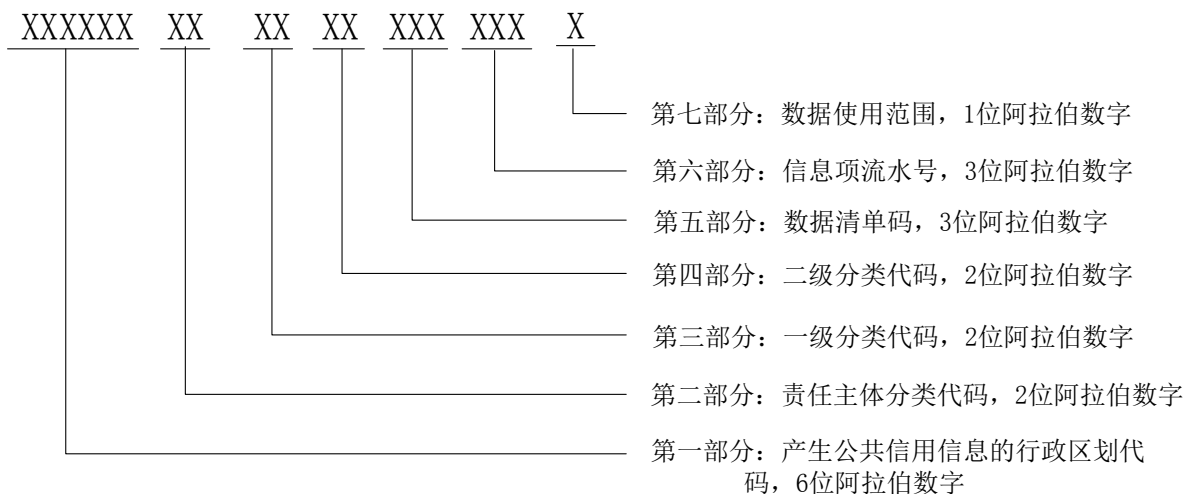 XXXXXX XX XX XX XXX XXX X
第七部分：数据使用范围，1位阿拉伯数字
第六部分：信息项流水号，3位阿拉伯数字
第五部分：数据清单码，3位阿拉伯数字
第四部分：二级分类代码，2位阿拉伯数字
第三部分：一级分类代码，2位阿拉伯数字
第二部分：责任主体分类代码，2位阿拉伯数字
第一部分：产生公共信用信息的行政区划代
码，6位阿拉伯数字